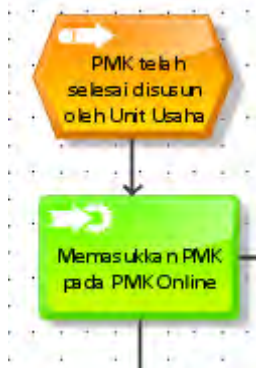 PMK telah
selesai disusun
oleh Unit Usaha
Memasukkan PMK
pada PMK Online